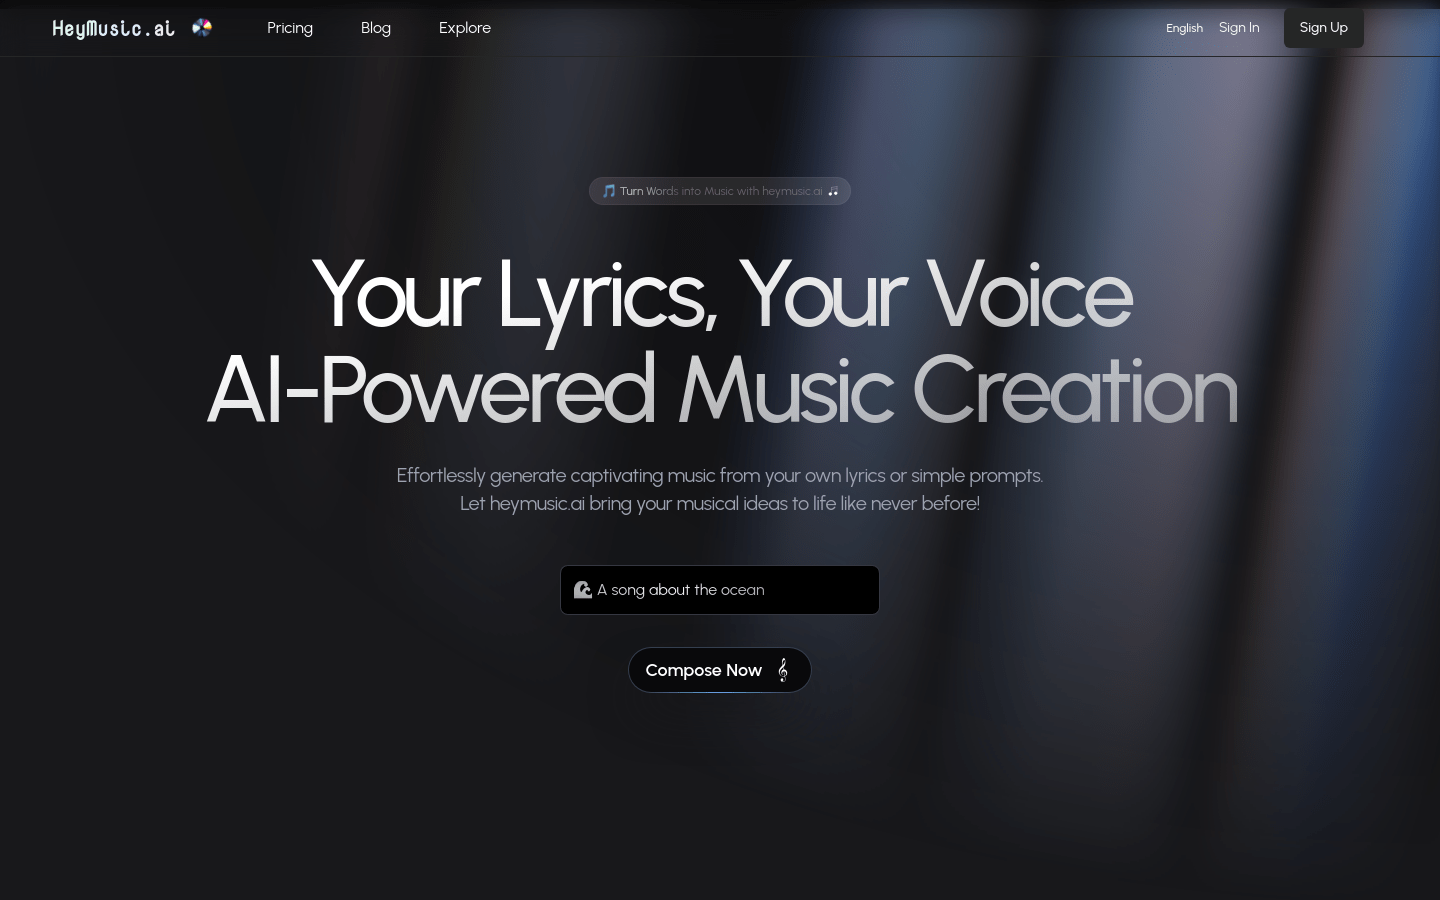 HeyMusic.ai
Pricing
Blog
Explore
English
Sign In
Sign Up
🎵 Turn Words into Music with heymusic.ai 🎶
Your Lyrics, Your Voice
AI-Powered Music Creation
Effortlessly generate captivating music from your own lyrics or simple prompts.
Let heymusic.ai bring your musical ideas to life like never before!
🌊 A song about the ocean
Compose Now 𝄞